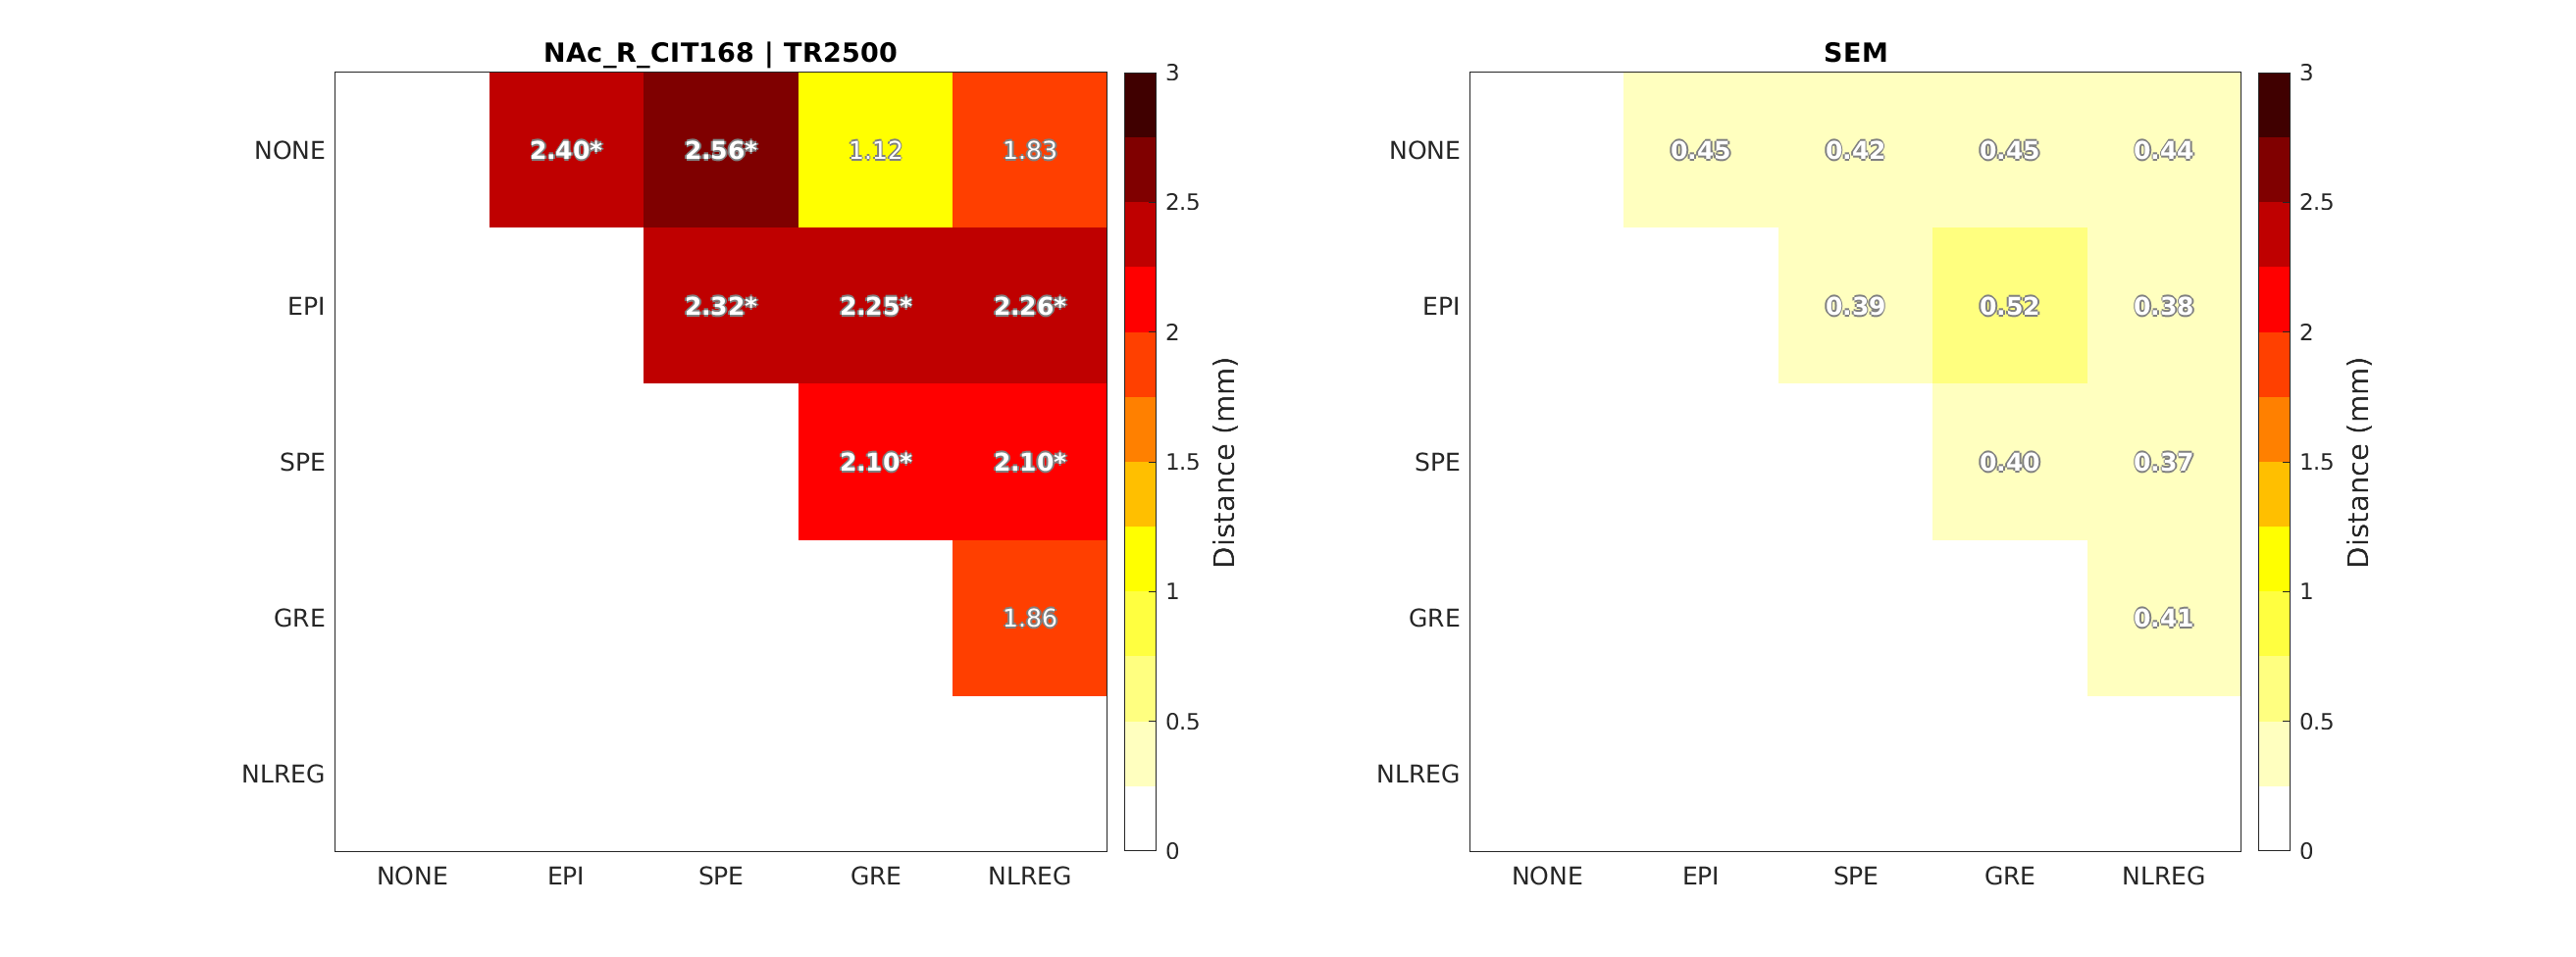 NAc_R_CIT168 | TR2500
NONE
2.40*
2.56*
1.12
1.83
EPI
2.32*
2.25*
2.26*
SPE
2.10*
2.10*
GRE
1.86
NLREG
NONE
EPI
SPE
GRE
NLREG
3
2.5
2
1.5
1
0.5
0
Distance (mm)
SEM
NONE
0.45
0.42
0.45
0.44
EPI
0.39
0.52
0.38
SPE
0.40
0.37
GRE
0.41
NLREG
NONE
EPI
SPE
GRE
NLREG
3
2.5
2
1.5
1
0.5
0
Distance (mm)